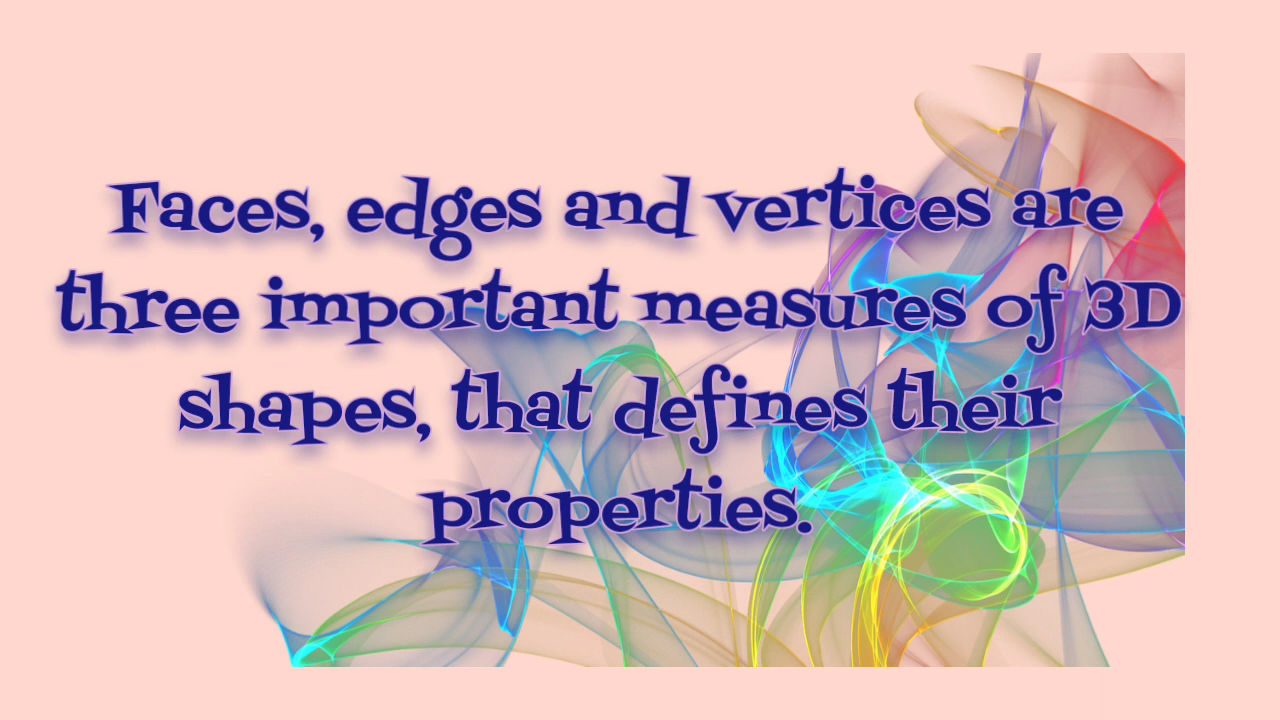 Faces, edges and vertices are
three important measures of 3D
shapes, that defines their
properties.